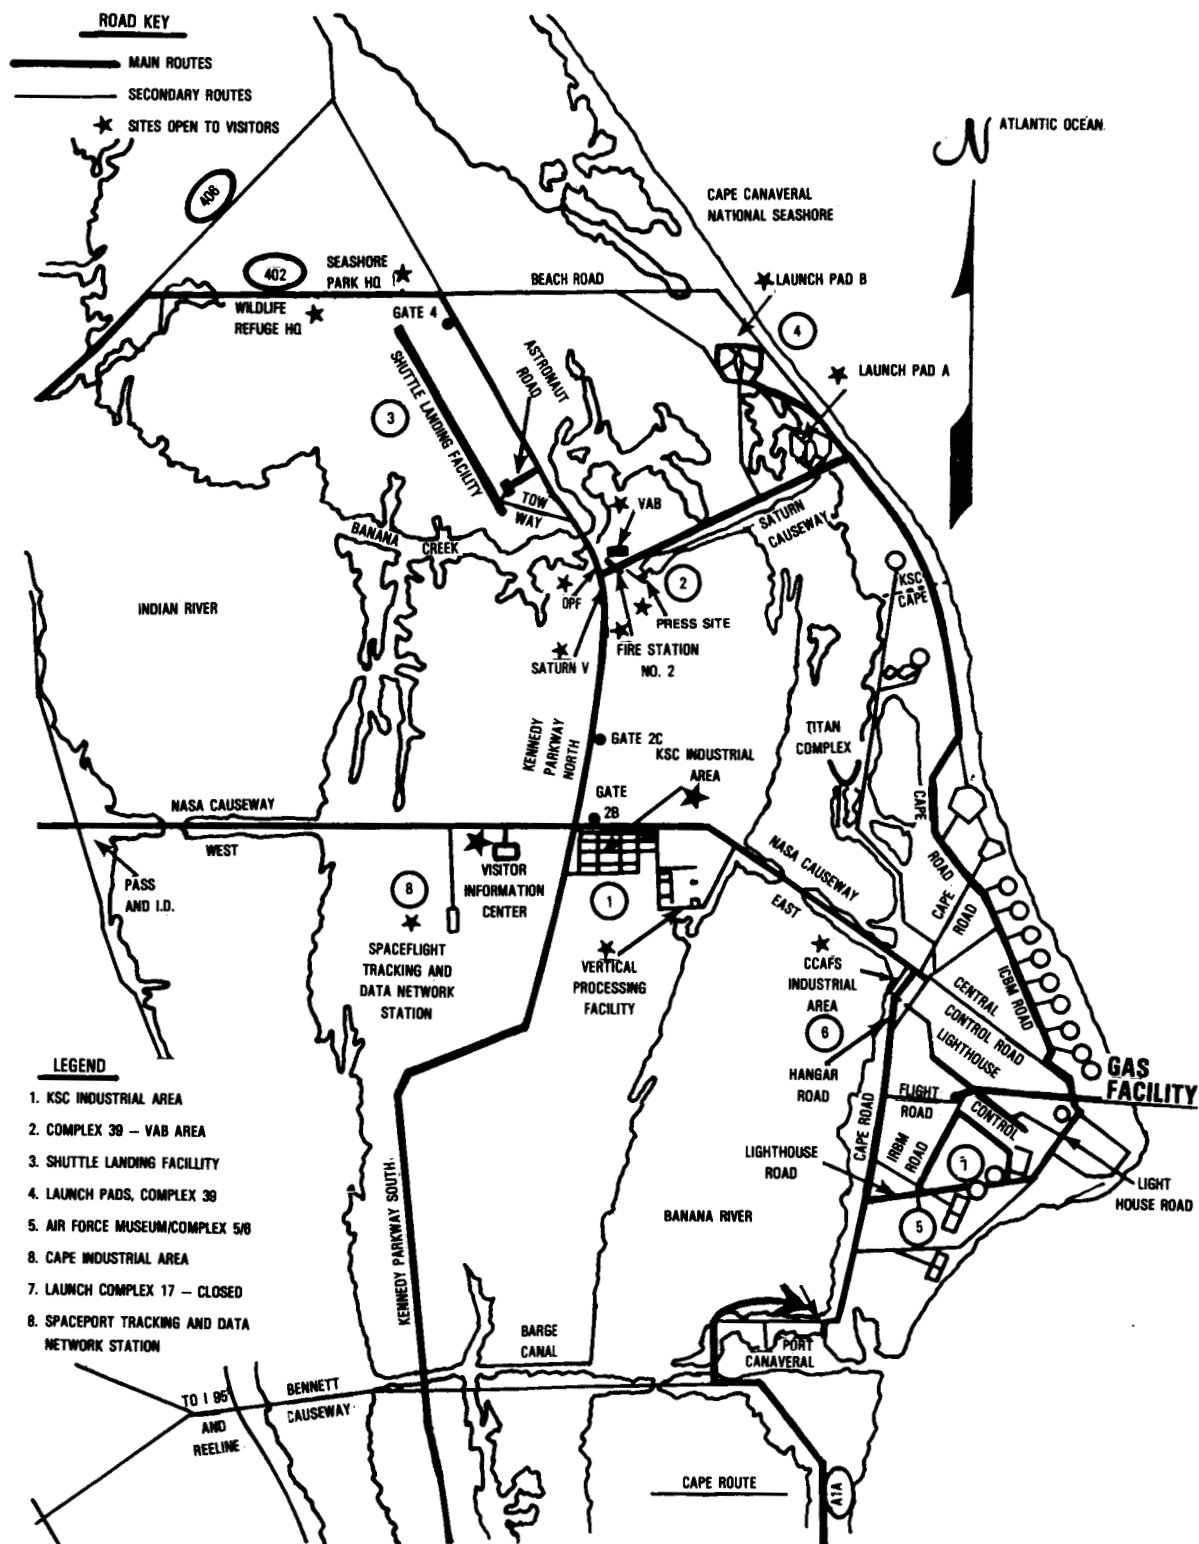 ROAD KEY
MAIN ROUTES
SECONDARY ROUTES
SITES OPEN TO VISITORS
N
ATLANTIC OCEAN
CAPE CANAVERAL
NATIONAL SEASHORE
406
402
SEASHORE
PARK HQ
BEACH ROAD
LAUNCH PAD B
WILDLIFE
REFUGE HQ
GATE 4
4
ASTRONAUT
ROAD
LAUNCH PAD A
3
SHUTTLE LANDING FACILITY
TOW
WAY
VAB
SATURN
CAUSEWAY
BANANA
CREEK
KSC
CAPE
INDIAN RIVER
OPF
2
PRESS SITE
FIRE STATION
NO. 2
SATURN V
KENNEDY
PARKWAY
NORTH
GATE 2C
TITAN
COMPLEX
KSC INDUSTRIAL
AREA
GATE
2B
NASA CAUSEWAY
WEST
CAPE
ROAD
NASA CAUSEWAY
EAST
PASS
AND I.D.
8
VISITOR
INFORMATION
CENTER
1
CAPE
ROAD
SPACEFLIGHT
TRACKING AND
DATA NETWORK
STATION
VERTICAL
PROCESSING
FACILITY
CCAFS
INDUSTRIAL
AREA
6
HANGAR
ROAD
CENTRAL
CONTROL ROAD
ICBM ROAD
LIGHTHOUSE
GAS
FACILITY
FLIGHT
ROAD
CONTROL
CAPE ROAD
IRBM
ROAD
7
LIGHTHOUSE
ROAD
LIGHT
HOUSE ROAD
5
BANANA RIVER
LEGEND
1. KSC INDUSTRIAL AREA
2. COMPLEX 39 – VAB AREA
3. SHUTTLE LANDING FACILLITY
4. LAUNCH PADS, COMPLEX 39
5. AIR FORCE MUSEUM/COMPLEX 5/6
8. CAPE INDUSTRIAL AREA
7. LAUNCH COMPLEX 17 – CLOSED
8. SPACEPORT TRACKING AND DATA
NETWORK STATION
KENNEDY PARKWAY SOUTH
BARGE
CANAL
PORT
CANAVERAL
TO I 95
AND
REELINE
BENNETT
CAUSEWAY
CAPE ROUTE
A1A